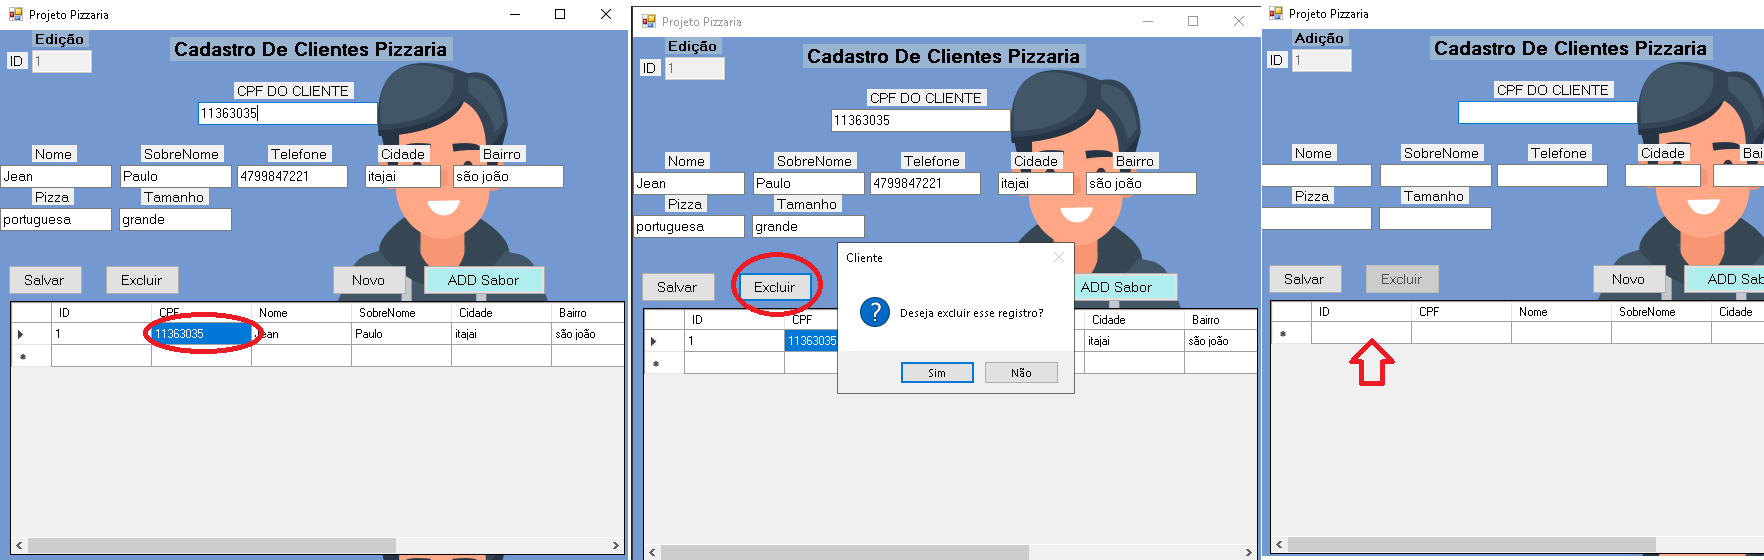 Projeto Pizzaria
Edição
ID 1
Cadastro De Clientes Pizzaria
CPF DO CLIENTE
11363035
Nome SobreNome Telefone Cidade Bairro
Jean Paulo 4799847221 itajai são joão
Pizza Tamanho
portuguesa grande
Salvar Excluir Novo ADD Sabor
ID CPF Nome SobreNome Cidade Bairro
1 11363035 Jean Paulo itajai são joão
Projeto Pizzaria
Edição
ID 1
Cadastro De Clientes Pizzaria
CPF DO CLIENTE
11363035
Nome SobreNome Telefone Cidade Bairro
Jean Paulo 4799847221 itajai são joão
Pizza Tamanho
portuguesa grande
Salvar Excluir ADD Sabor
ID CPF Cidade Bairro
1 11363035 itajai são joão
Cliente
? Deseja excluir esse registro?
Sim Não
Projeto Pizzaria
Adição
ID 1
Cadastro De Clientes Pizzaria
CPF DO CLIENTE
Nome SobreNome Telefone Cidade Bai
Pizza Tamanho
Salvar Excluir Novo ADD Sab
ID CPF Nome SobreNome Cidade